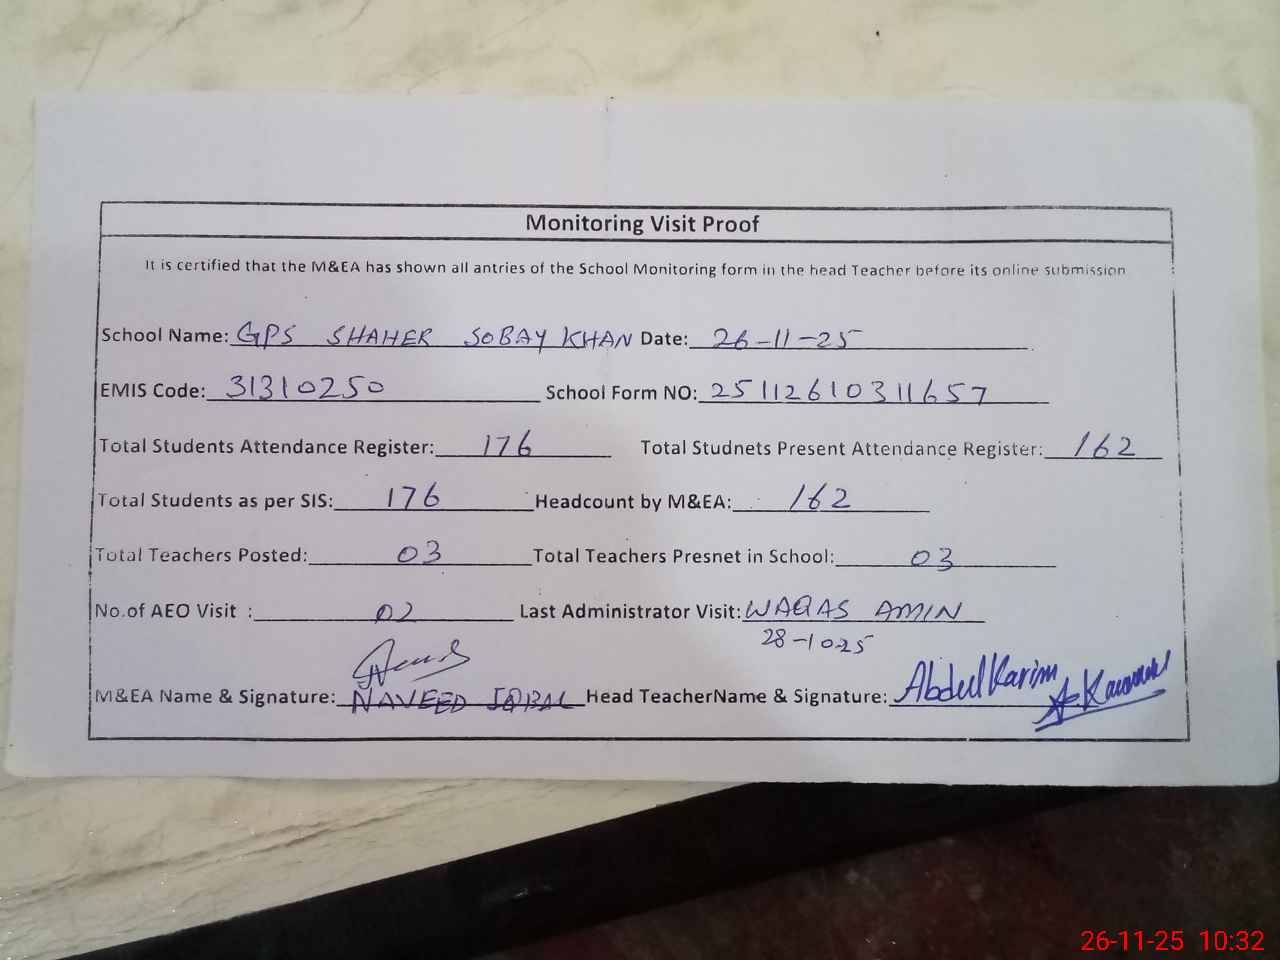 Monitoring Visit Proof
It is certified that the M&EA has shown all antries of the School Monitoring form in the head Teacher before its online submission
School Name: GPS SHAHER SOBAY KHAN Date: 26-11-25
EMIS Code: 31310250 School Form NO: 25112610311657
Total Students Attendance Register: 176 Total Studnets Present Attendance Register: 162
Total Students as per SIS: 176 Headcount by M&EA: 162
Total Teachers Posted: 03 Total Teachers Presnet in School: 03
No.of AEO Visit : 02 Last Administrator Visit: WAQAS AMIN
28-1025
M&EA Name & Signature: NAVEED IQBAL Head TeacherName & Signature: Abdul Karim
26-11-25 10:32